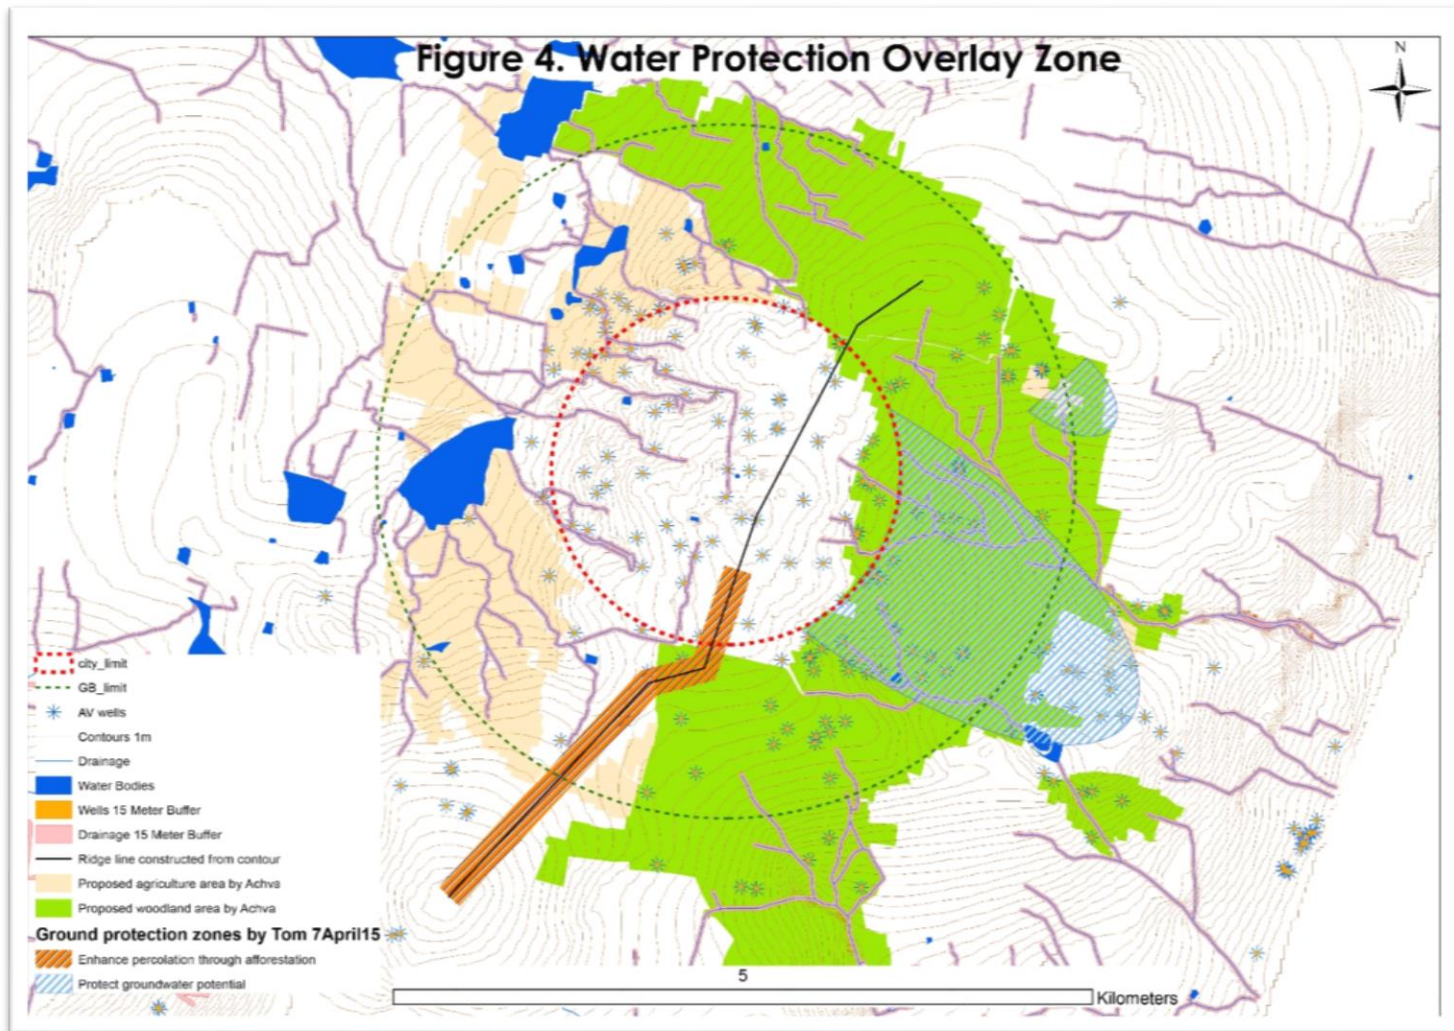 Figure 4. Water Protection Overlay Zone
N
city_limit
GB_limit
AV wells
Contours 1m
Drainage
Water Bodies
Wells 15 Meter Buffer
Drainage 15 Meter Buffer
Ridge line constructed from contour
Proposed agriculture area by Achva
Proposed woodland area by Achva
Ground protection zones by Tom 7April15
Enhance percolation through afforestation
Protect groundwater potential
5
Kilometers